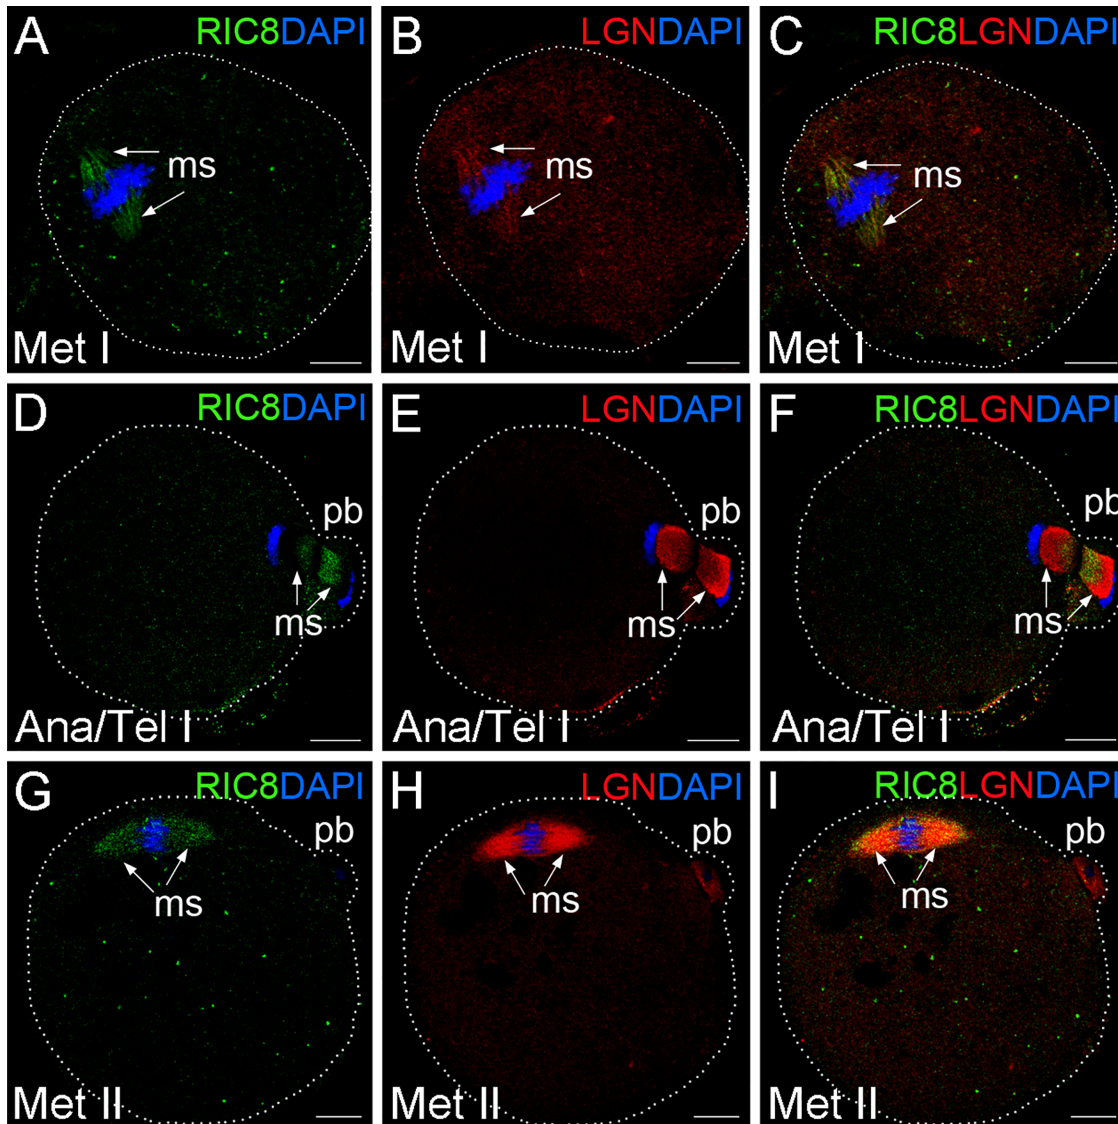 A RIC8DAPI
ms
Met I
B LGNDAPI
ms
Met I
C RIC8LGNDAPI
ms
Met I
D RIC8DAPI
pb
ms
Ana/Tel I
E LGNDAPI
pb
ms
Ana/Tel I
F RIC8LGNDAPI
pb
ms
Ana/Tel I
G RIC8DAPI
pb
ms
Met II
H LGNDAPI
pb
ms
Met II
I RIC8LGNDAPI
pb
ms
Met II